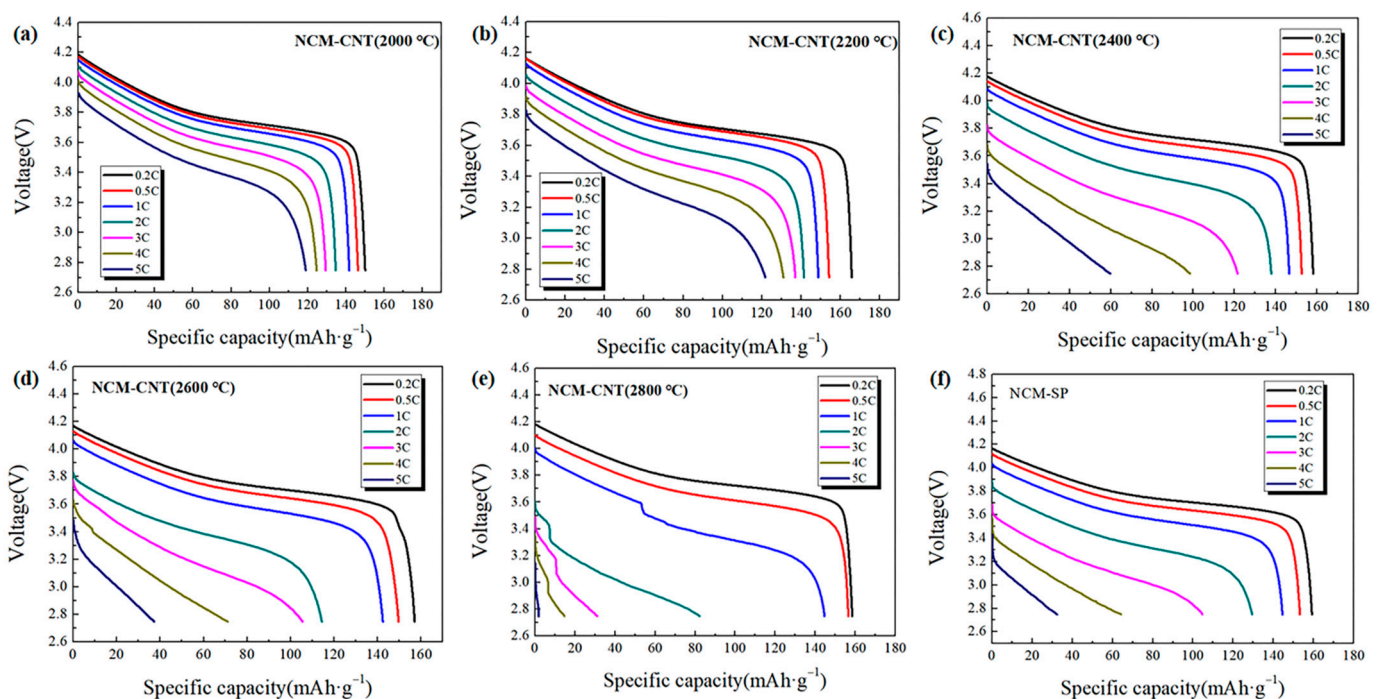 (a)
NCM-CNT(2000 °C)
Voltage(V)
4.4
4.2
4.0
3.8
3.6
3.4
3.2
3.0
2.8
2.6
0.2C
0.5C
1C
2C
3C
4C
5C
0 20 40 60 80 100 120 140 160 180
Specific capacity(mAh·g⁻¹)
(b)
NCM-CNT(2200 °C)
Voltage(V)
4.4
4.2
4.0
3.8
3.6
3.4
3.2
3.0
2.8
2.6
0.2C
0.5C
1C
2C
3C
4C
5C
0 20 40 60 80 100 120 140 160 180
Specific capacity(mAh·g⁻¹)
(c)
NCM-CNT(2400 °C)
Voltage(V)
4.6
4.4
4.2
4.0
3.8
3.6
3.4
3.2
3.0
2.8
2.6
0.2C
0.5C
1C
2C
3C
4C
5C
0 20 40 60 80 100 120 140 160 180
Specific capacity(mAh·g⁻¹)
(d)
NCM-CNT(2600 °C)
Voltage(V)
4.6
4.4
4.2
4.0
3.8
3.6
3.4
3.2
3.0
2.8
2.6
0.2C
0.5C
1C
2C
3C
4C
5C
0 20 40 60 80 100 120 140 160 180
Specific capacity(mAh·g⁻¹)
(e)
NCM-CNT(2800 °C)
Voltage(V)
4.6
4.4
4.2
4.0
3.8
3.6
3.4
3.2
3.0
2.8
2.6
0.2C
0.5C
1C
2C
3C
4C
5C
0 20 40 60 80 100 120 140 160 180
Specific capacity(mAh·g⁻¹)
(f)
NCM-SP
Voltage(V)
4.8
4.6
4.4
4.2
4.0
3.8
3.6
3.4
3.2
3.0
2.8
2.6
0.2C
0.5C
1C
2C
3C
4C
5C
0 20 40 60 80 100 120 140 160 180
Specific capacity(mAh·g⁻¹)